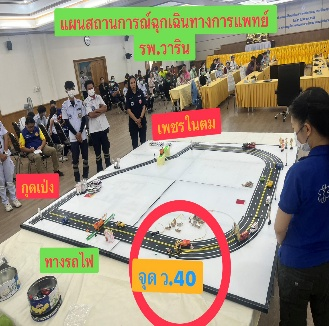 แผนสถานการณ์ฉุกเฉินทางการแพทย์
รพ.วาริน
เพชรในตม
กุดเป่ง
ทางรถไฟ
จุด ว.40